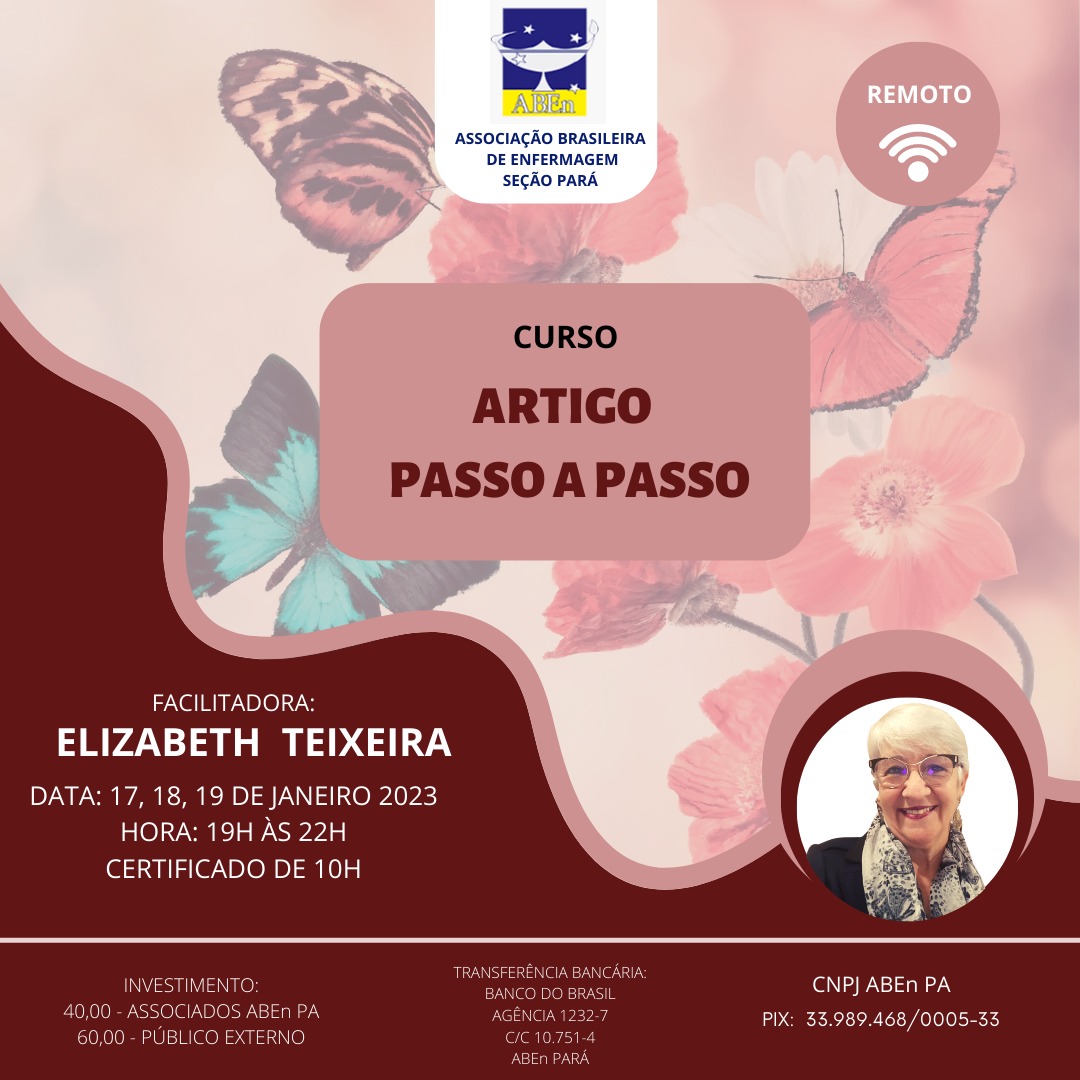 ABEn
ASSOCIAÇÃO BRASILEIRA
DE ENFERMAGEM
SEÇÃO PARÁ
REMOTO
CURSO
ARTIGO
PASSO A PASSO
FACILITADORA:
ELIZABETH TEIXEIRA
DATA: 17, 18, 19 DE JANEIRO 2023
HORA: 19H ÀS 22H
CERTIFICADO DE 10H
INVESTIMENTO:
40,00 - ASSOCIADOS ABEn PA
60,00 - PÚBLICO EXTERNO
TRANSFERÊNCIA BANCÁRIA:
BANCO DO BRASIL
AGÊNCIA 1232-7
C/C 10.751-4
ABEn PARÁ
CNPJ ABEn PA
PIX: 33.989.468/0005-33